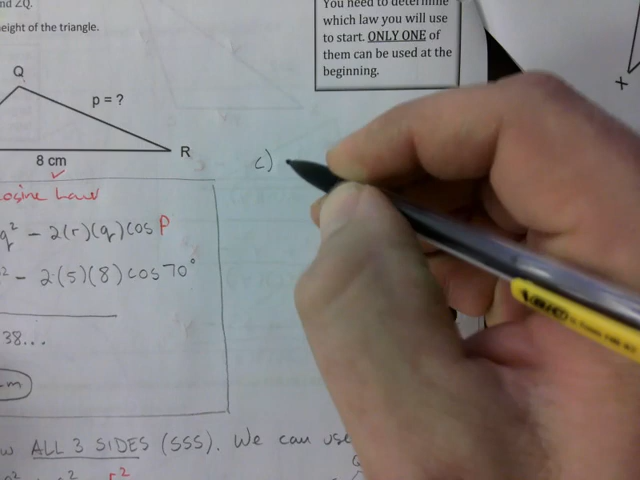 nd ∠Q.
eight of the triangle.
You need to determine
which law you will use
to start. ONLY ONE of
them can be used at the
beginning.
Q
p = ?
R
8 cm
x
osine Law
c)
q² - 2(r)(q) cos P
² - 2(5)(8) cos 70°
38...
m
w ALL 3 SIDES (SSS). We can use
r²